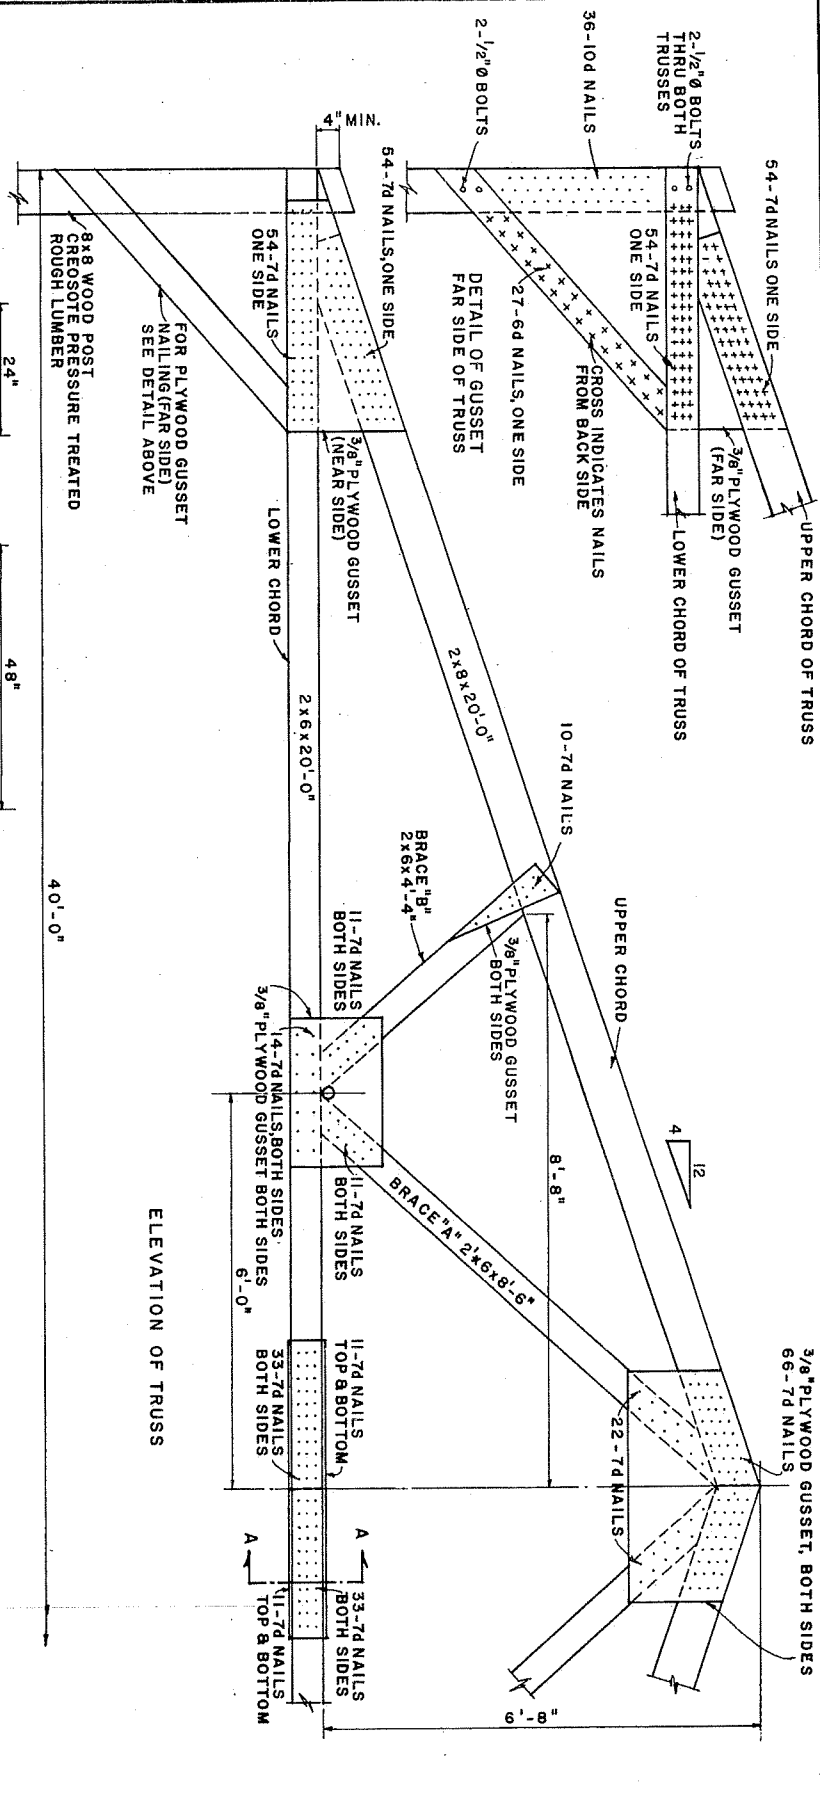 UPPER CHORD OF TRUSS
54-7d NAILS ONE SIDE
3/8" PLYWOOD GUSSET
(FAR SIDE)
LOWER CHORD OF TRUSS
2-1/2"Ø BOLTS
THRU BOTH
TRUSSES
54-7d NAILS
ONE SIDE
CROSS INDICATES NAILS
FROM BACK SIDE
36-10d NAILS
27-6d NAILS, ONE SIDE
2-1/2"Ø BOLTS
DETAIL OF GUSSET
FAR SIDE OF TRUSS
3/8" PLYWOOD GUSSET, BOTH SIDES
66-7d NAILS
22-7d NAILS
12
4
UPPER CHORD
8'-8"
6'-8"
10-7d NAILS
3/8" PLYWOOD GUSSET
BOTH SIDES
2x8x20'-0"
BRACE "B"
2x6x4'-4"
BRACE "A" 2'x6x8'-6"
54-7d NAILS, ONE SIDE
4" MIN.
3/8" PLYWOOD GUSSET
(NEAR SIDE)
11-7d NAILS
BOTH SIDES
11-7d NAILS
BOTH SIDES
11-7d NAILS
TOP & BOTTOM
33-7d NAILS
BOTH SIDES
A
A
33-7d NAILS
BOTH SIDES
11-7d NAILS
TOP & BOTTOM
2x6x20'-0"
54-7d NAILS
ONE SIDE
LOWER CHORD
14-7d NAILS, BOTH SIDES
3/8" PLYWOOD GUSSET BOTH SIDES
6'-0"
FOR PLYWOOD GUSSET
NAILING (FAR SIDE)
SEE DETAIL ABOVE
8x8 WOOD POST
CREOSOTE PRESSURE TREATED
ROUGH LUMBER
ELEVATION OF TRUSS
40'-0"
24"
48"